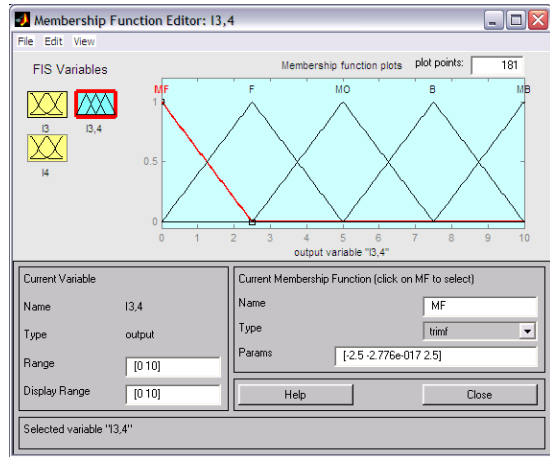 Membership Function Editor: I3,4
File Edit View
FIS Variables
Membership function plots plot points: 181
MF F MO B MB
I3 I3,4
I4
1
0.5
0
0 1 2 3 4 5 6 7 8 9 10
output variable "I3,4"
Current Variable
Name I3,4
Type output
Range [0 10]
Display Range [0 10]
Current Membership Function (click on MF to select)
Name MF
Type trimf
Params [-2.5 -2.776e-017 2.5]
Help Close
Selected variable "I3,4"